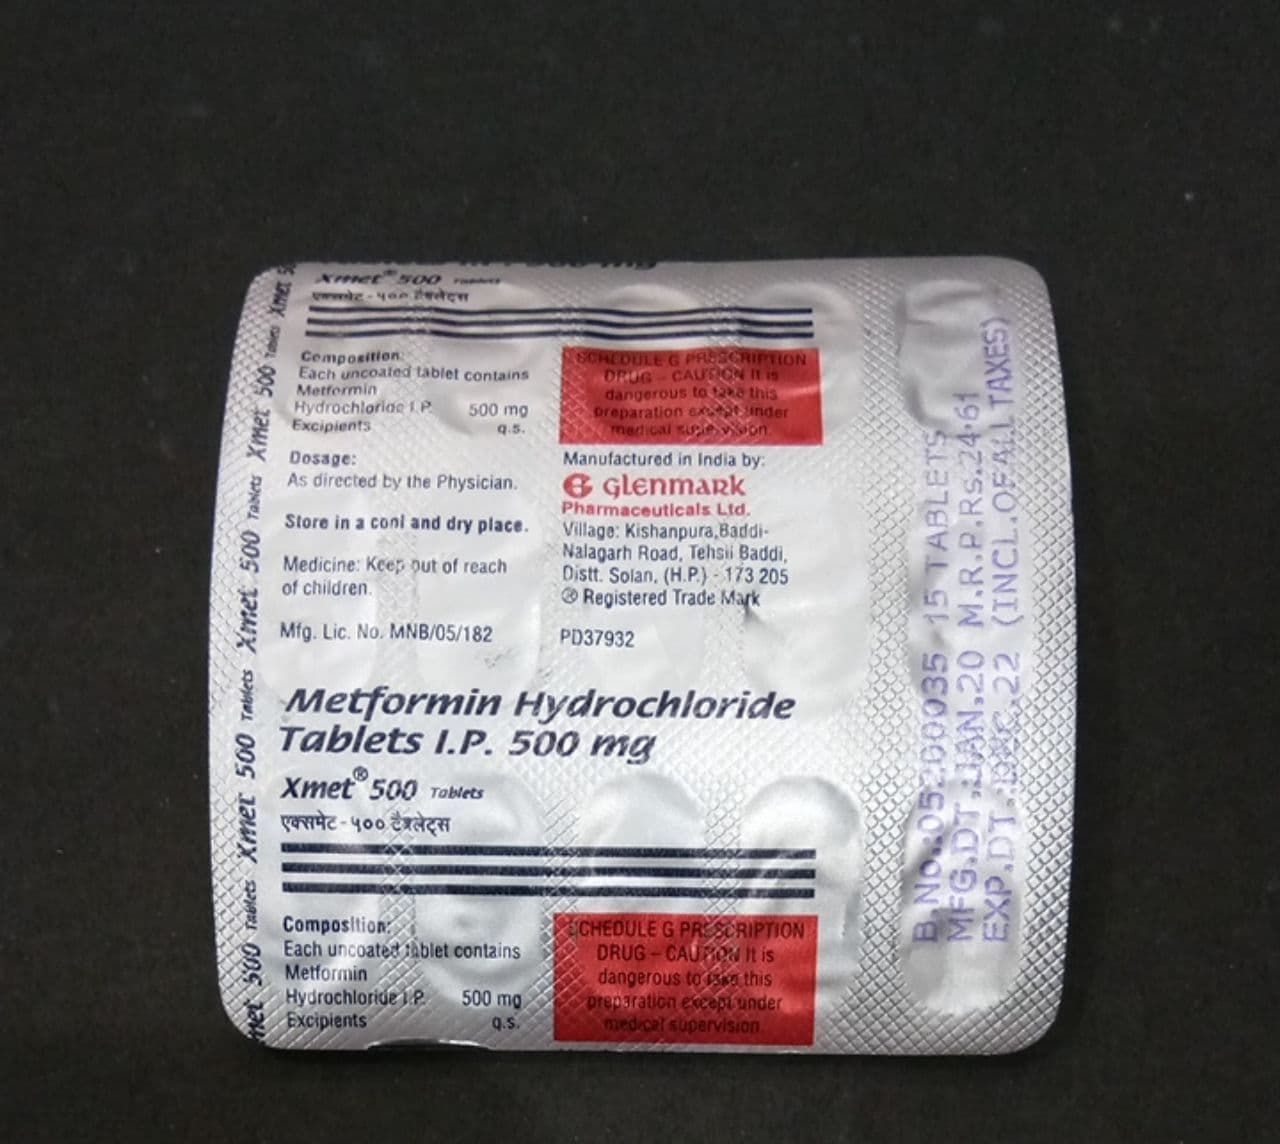 Xmet® 500 Tablets
एक्समेट - ५०० टैबलेट्स
Composition:
Each uncoated tablet contains
Metformin
Hydrochloride I.P. 500 mg
Excipients q.s.
Dosage:
As directed by the Physician.
Store in a cool and dry place.
Medicine: Keep out of reach
of children.
Mfg. Lic. No. MNB/05/182
SCHEDULE G PRESCRIPTION
DRUG - CAUTION It is
dangerous to take this
preparation except under
medical supervision.
Manufactured in India by:
glenmark
Pharmaceuticals Ltd.
Village: Kishanpura, Baddi-
Nalagarh Road, Tehsil Baddi,
Distt. Solan, (H.P.) - 173 205
® Registered Trade Mark
PD37932
Metformin Hydrochloride
Tablets I.P. 500 mg
Xmet® 500 Tablets
एक्समेट - ५०० टैबलेट्स
Composition:
Each uncoated tablet contains
Metformin
Hydrochloride I.P. 500 mg
Excipients q.s.
SCHEDULE G PRESCRIPTION
DRUG – CAUTION It is
dangerous to take this
preparation except under
medical supervision
Xmet 500 Tablets Xmet 500 Tablets Xmet 500 Tablets Xmet 500 Tablets Xmet
B.No.:05200035 15 TABLETS
MFG.DT.:JAN.20 M.R.P.Rs.24.61
EXP.DT.:DEC.22 (INCL.OF ALL TAXES)